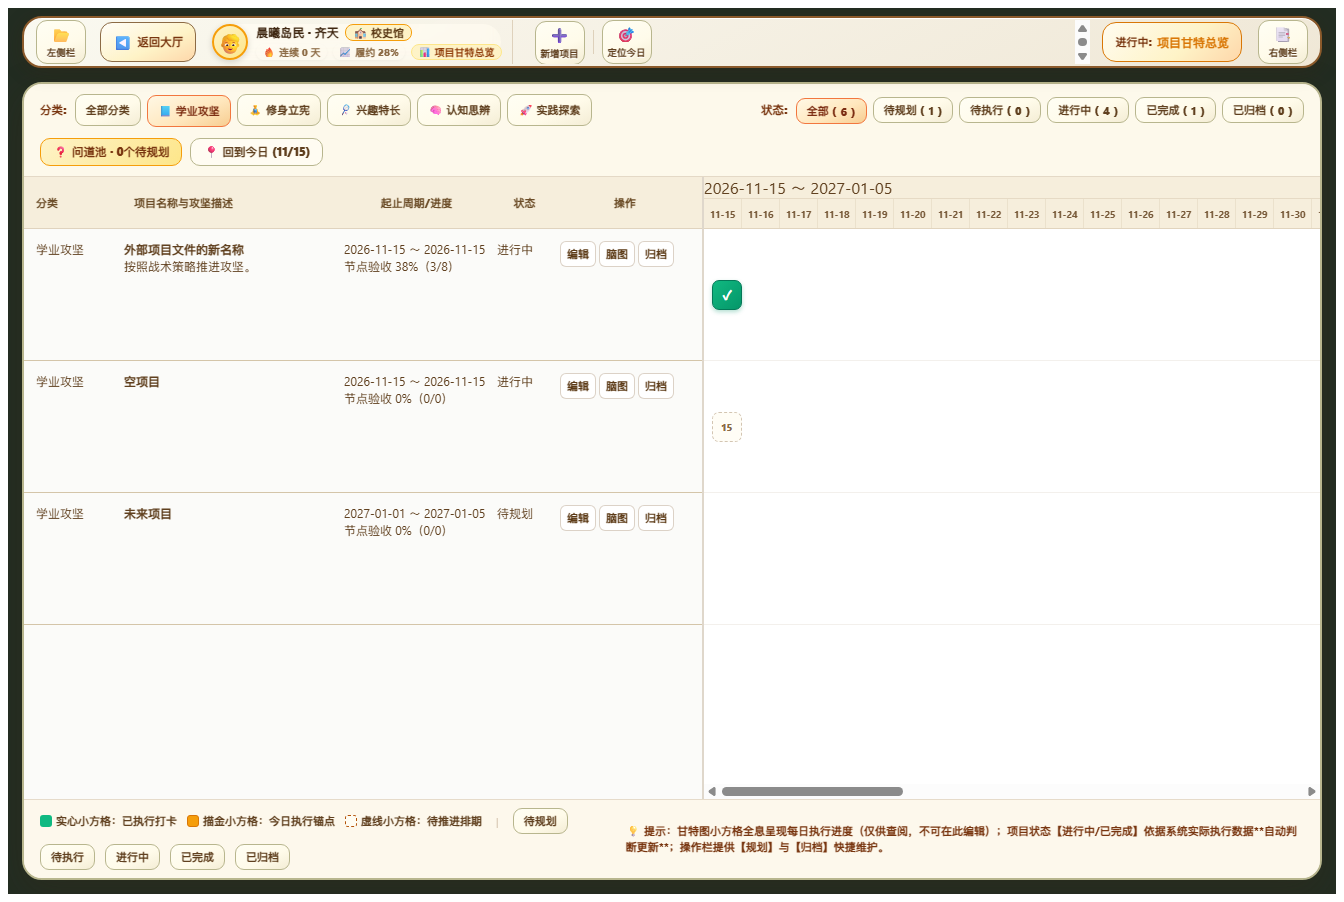 左侧栏
返回大厅
晨曦岛民 · 齐天 校史馆
连续 0 天 履约 28% 项目甘特总览
新增项目
定位今日
进行中: 项目甘特总览
右侧栏
分类: 全部分类 学业攻坚 修身立宪 兴趣特长 认知思辨 实践探索
状态: 全部 ( 6 ) 待规划 ( 1 ) 待执行 ( 0 ) 进行中 ( 4 ) 已完成 ( 1 ) 已归档 ( 0 )
问道池 · 0个待规划 回到今日 (11/15)
分类 项目名称与攻坚描述 起止周期/进度 状态 操作
2026-11-15 ～ 2027-01-05
11-15 11-16 11-17 11-18 11-19 11-20 11-21 11-22 11-23 11-24 11-25 11-26 11-27 11-28 11-29 11-30
学业攻坚 外部项目文件的新名称 2026-11-15 ～ 2026-11-15 进行中 编辑 脑图 归档
按照战术策略推进攻坚。 节点验收 38%（3/8）
学业攻坚 空项目 2026-11-15 ～ 2026-11-15 进行中 编辑 脑图 归档
节点验收 0%（0/0）
15
学业攻坚 未来项目 2027-01-01 ～ 2027-01-05 待规划 编辑 脑图 归档
节点验收 0%（0/0）
实心小方格：已执行打卡 描金小方格：今日执行锚点 虚线小方格：待推进排期 | 待规划
待执行 进行中 已完成 已归档
提示：甘特图小方格全息呈现每日执行进度（仅供查阅，不可在此编辑）；项目状态【进行中/已完成】依据系统实际执行数据**自动判
断更新**；操作栏提供【规划】与【归档】快捷维护。